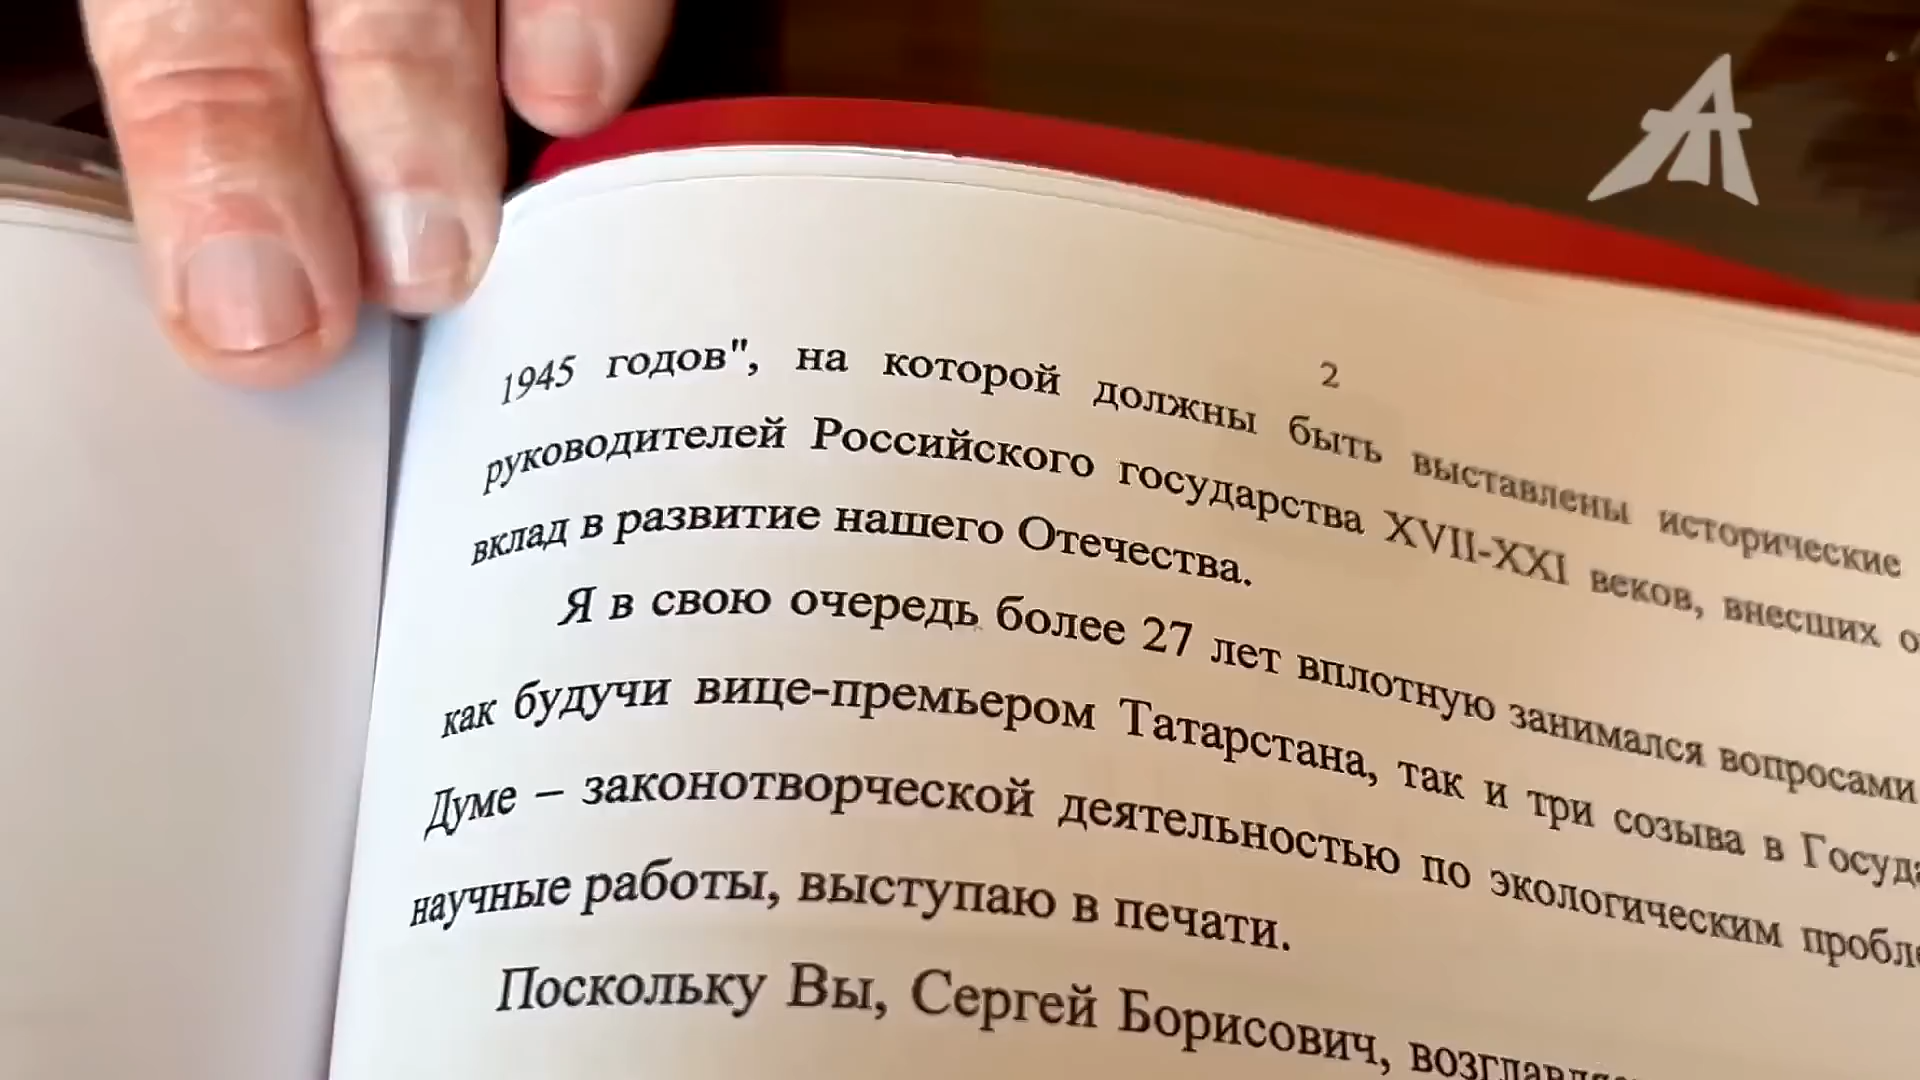 2
1945 годов", на которой должны быть выставлены исторические
руководителей Российского государства XVII-XXI веков, внесших
вклад в развитие нашего Отечества.
Я в свою очередь более 27 лет вплотную занимался вопросами
как будучи вице-премьером Татарстана, так и три созыва в
Думе – законотворческой деятельностью по экологическим
научные работы, выступаю в печати.
Поскольку Вы, Сергей Борисович,